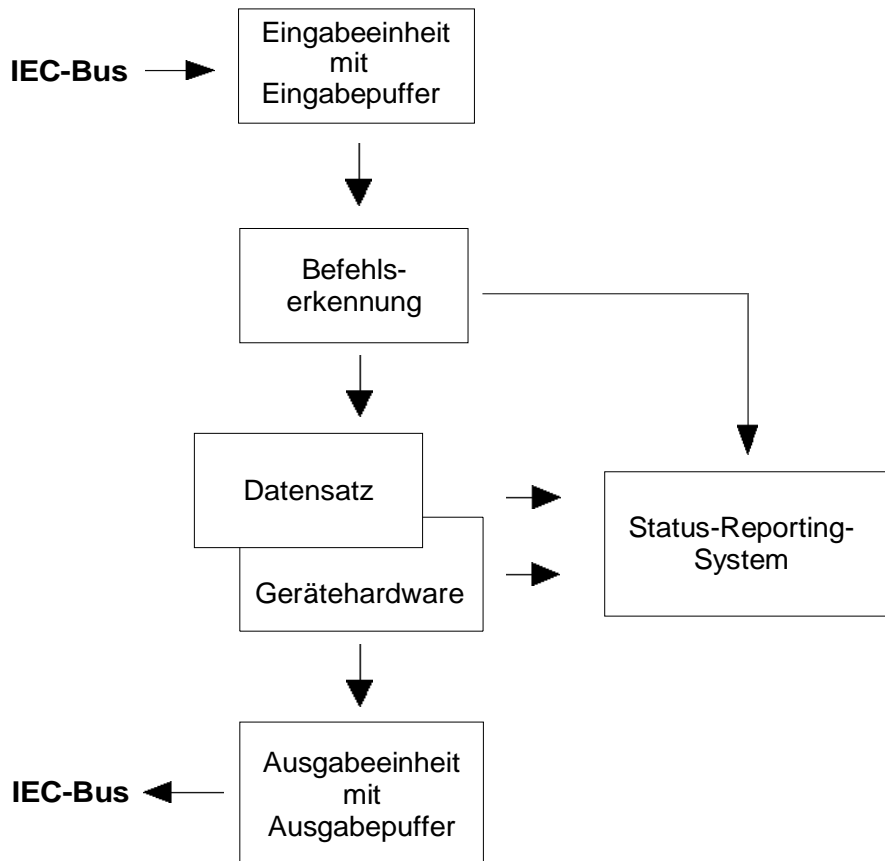 Eingabeeinheit
mit
Eingabepuffer
IEC-Bus
Befehls-
erkennung
Datensatz
Gerätehardware
Status-Reporting-
System
Ausgabeeinheit
mit
Ausgabepuffer
IEC-Bus